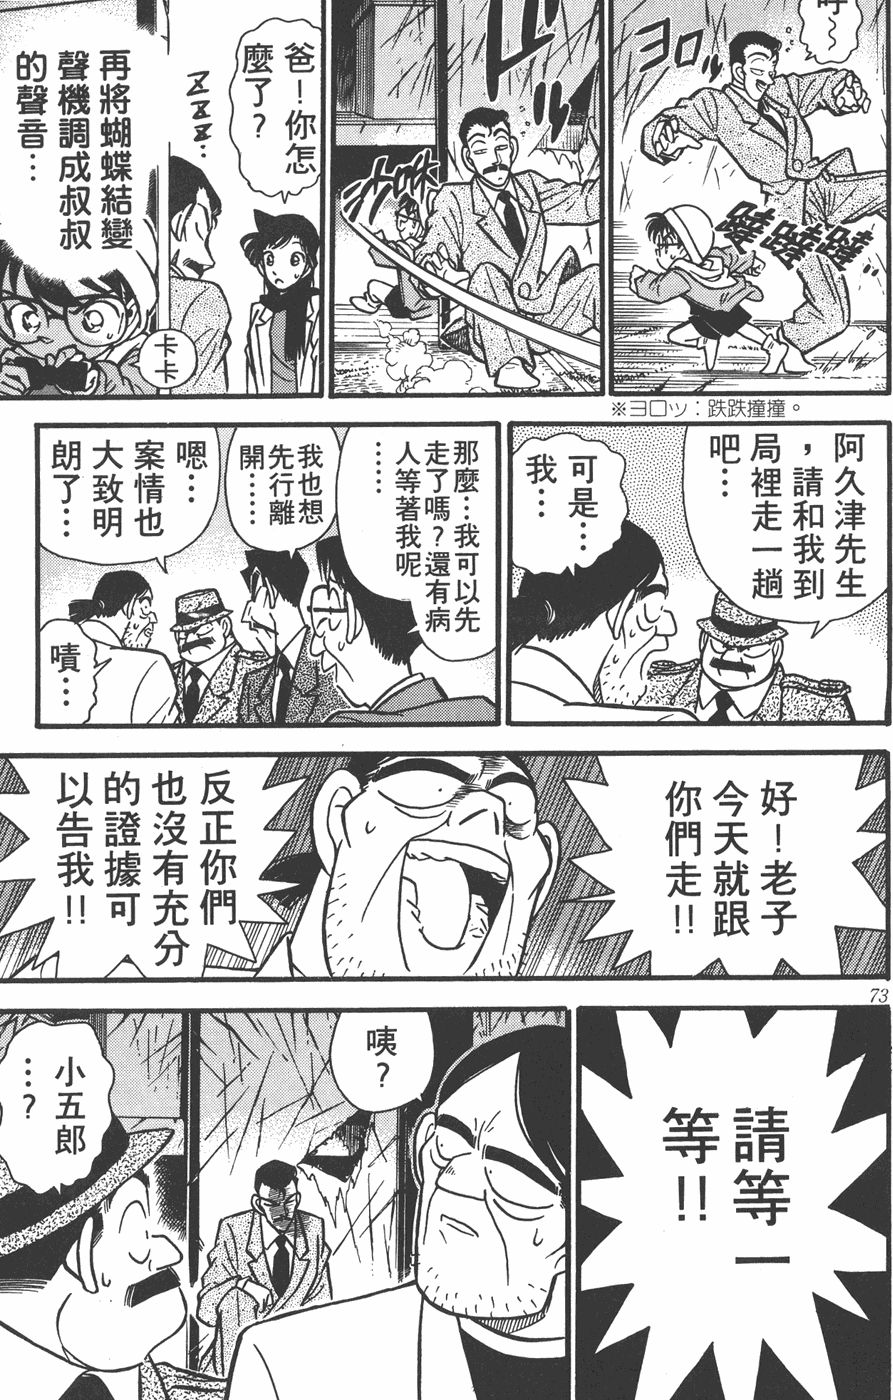 呼～
躂躂躂
ヨロッ
咻
沙
爸！你怎
麼了？
ZZZ…
再將蝴蝶結變
聲機調成叔叔
的聲音…
卡卡
※ヨロッ：跌跌撞撞。
阿久津先生
，請和我到
局裡走一趟
吧…
可是…
我…
那麼…我可以先
走了嗎？還有病
人等著我呢
……
我也想
先行離
開……
嗯…
案情也
大致明
朗了…
嘖…
好！老子
今天就跟
你們走!!
反正你們
也沒有充分
的證據可
以告我!!
73
請等一
等!!
咦？
小五郎
…？